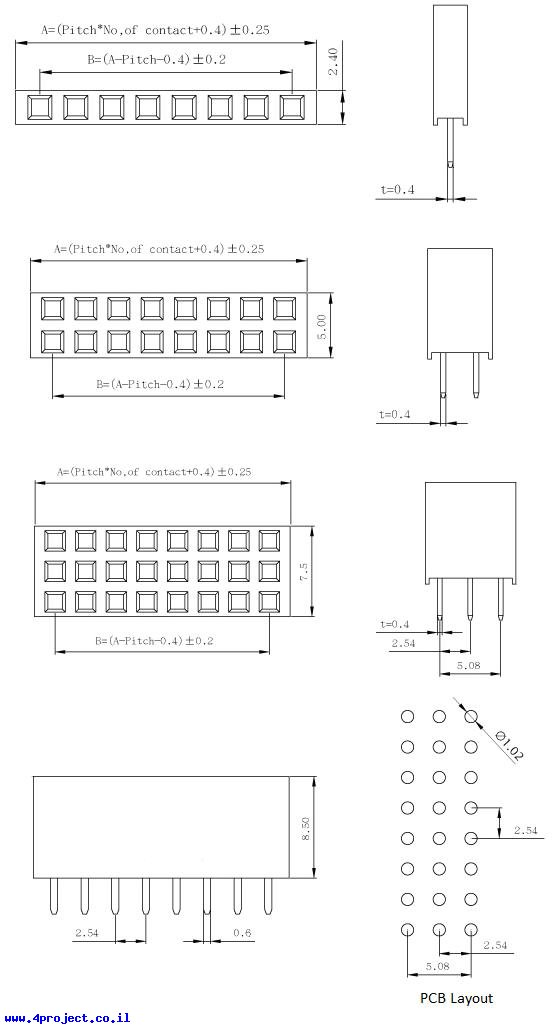 A=(Pitch*No,of contact+0.4)±0.25
B=(A-Pitch-0.4)±0.2
2.40
t=0.4
A=(Pitch*No,of contact+0.4)±0.25
5.00
B=(A-Pitch-0.4)±0.2
t=0.4
A=(Pitch*No,of contact+0.4)±0.25
7.5
B=(A-Pitch-0.4)±0.2
t=0.4
2.54
5.08
Ø1.02
8.50
2.54
2.54
0.6
2.54
5.08
PCB Layout
www.4project.co.il